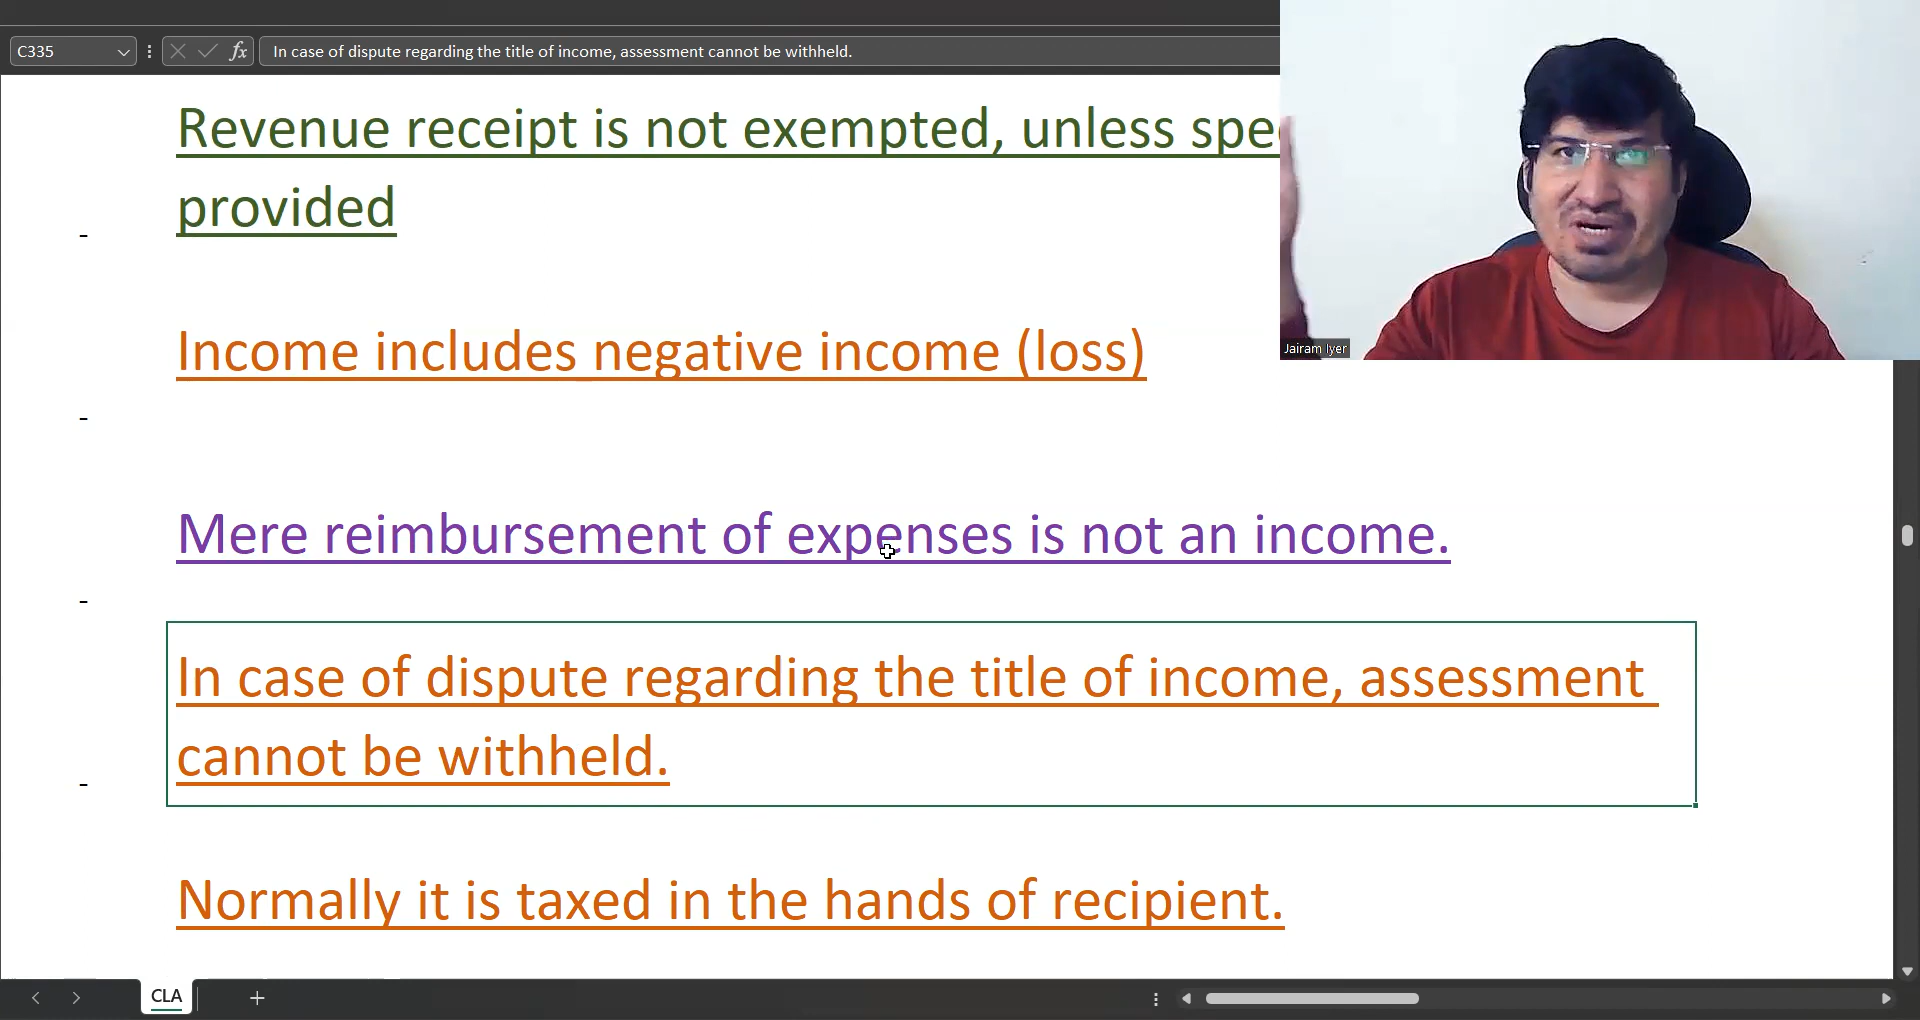 C335
fx
In case of dispute regarding the title of income, assessment cannot be withheld.
Revenue receipt is not exempted, unless
provided
-
Income includes negative income (loss)
-
Mere reimbursement of expenses is not an income.
-
In case of dispute regarding the title of income, assessment
cannot be withheld.
-
Normally it is taxed in the hands of recipient.
Jairam Iyer
CLA